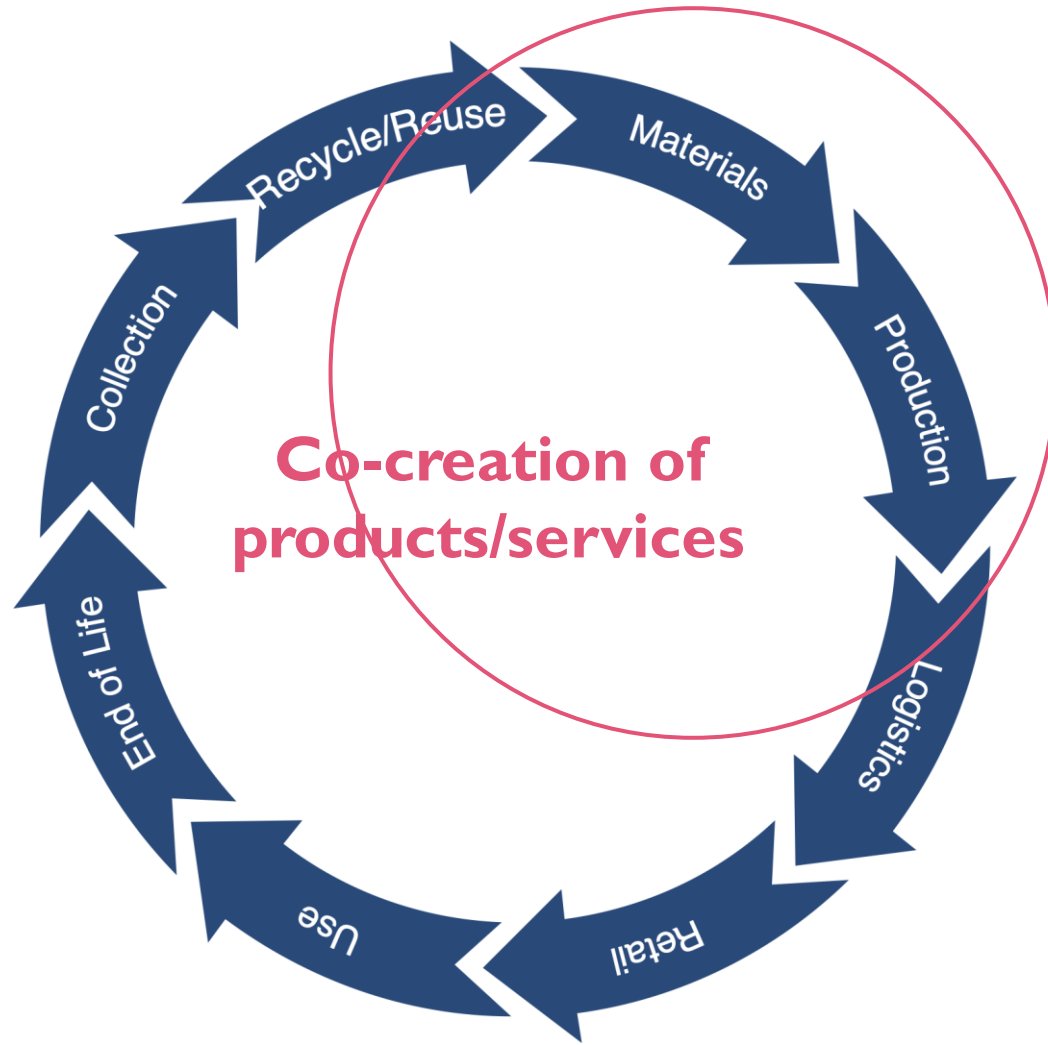 Recycle/Reuse
Materials
Production
Logistics
Retail
Use
End of Life
Collection
Co-creation of
products/services